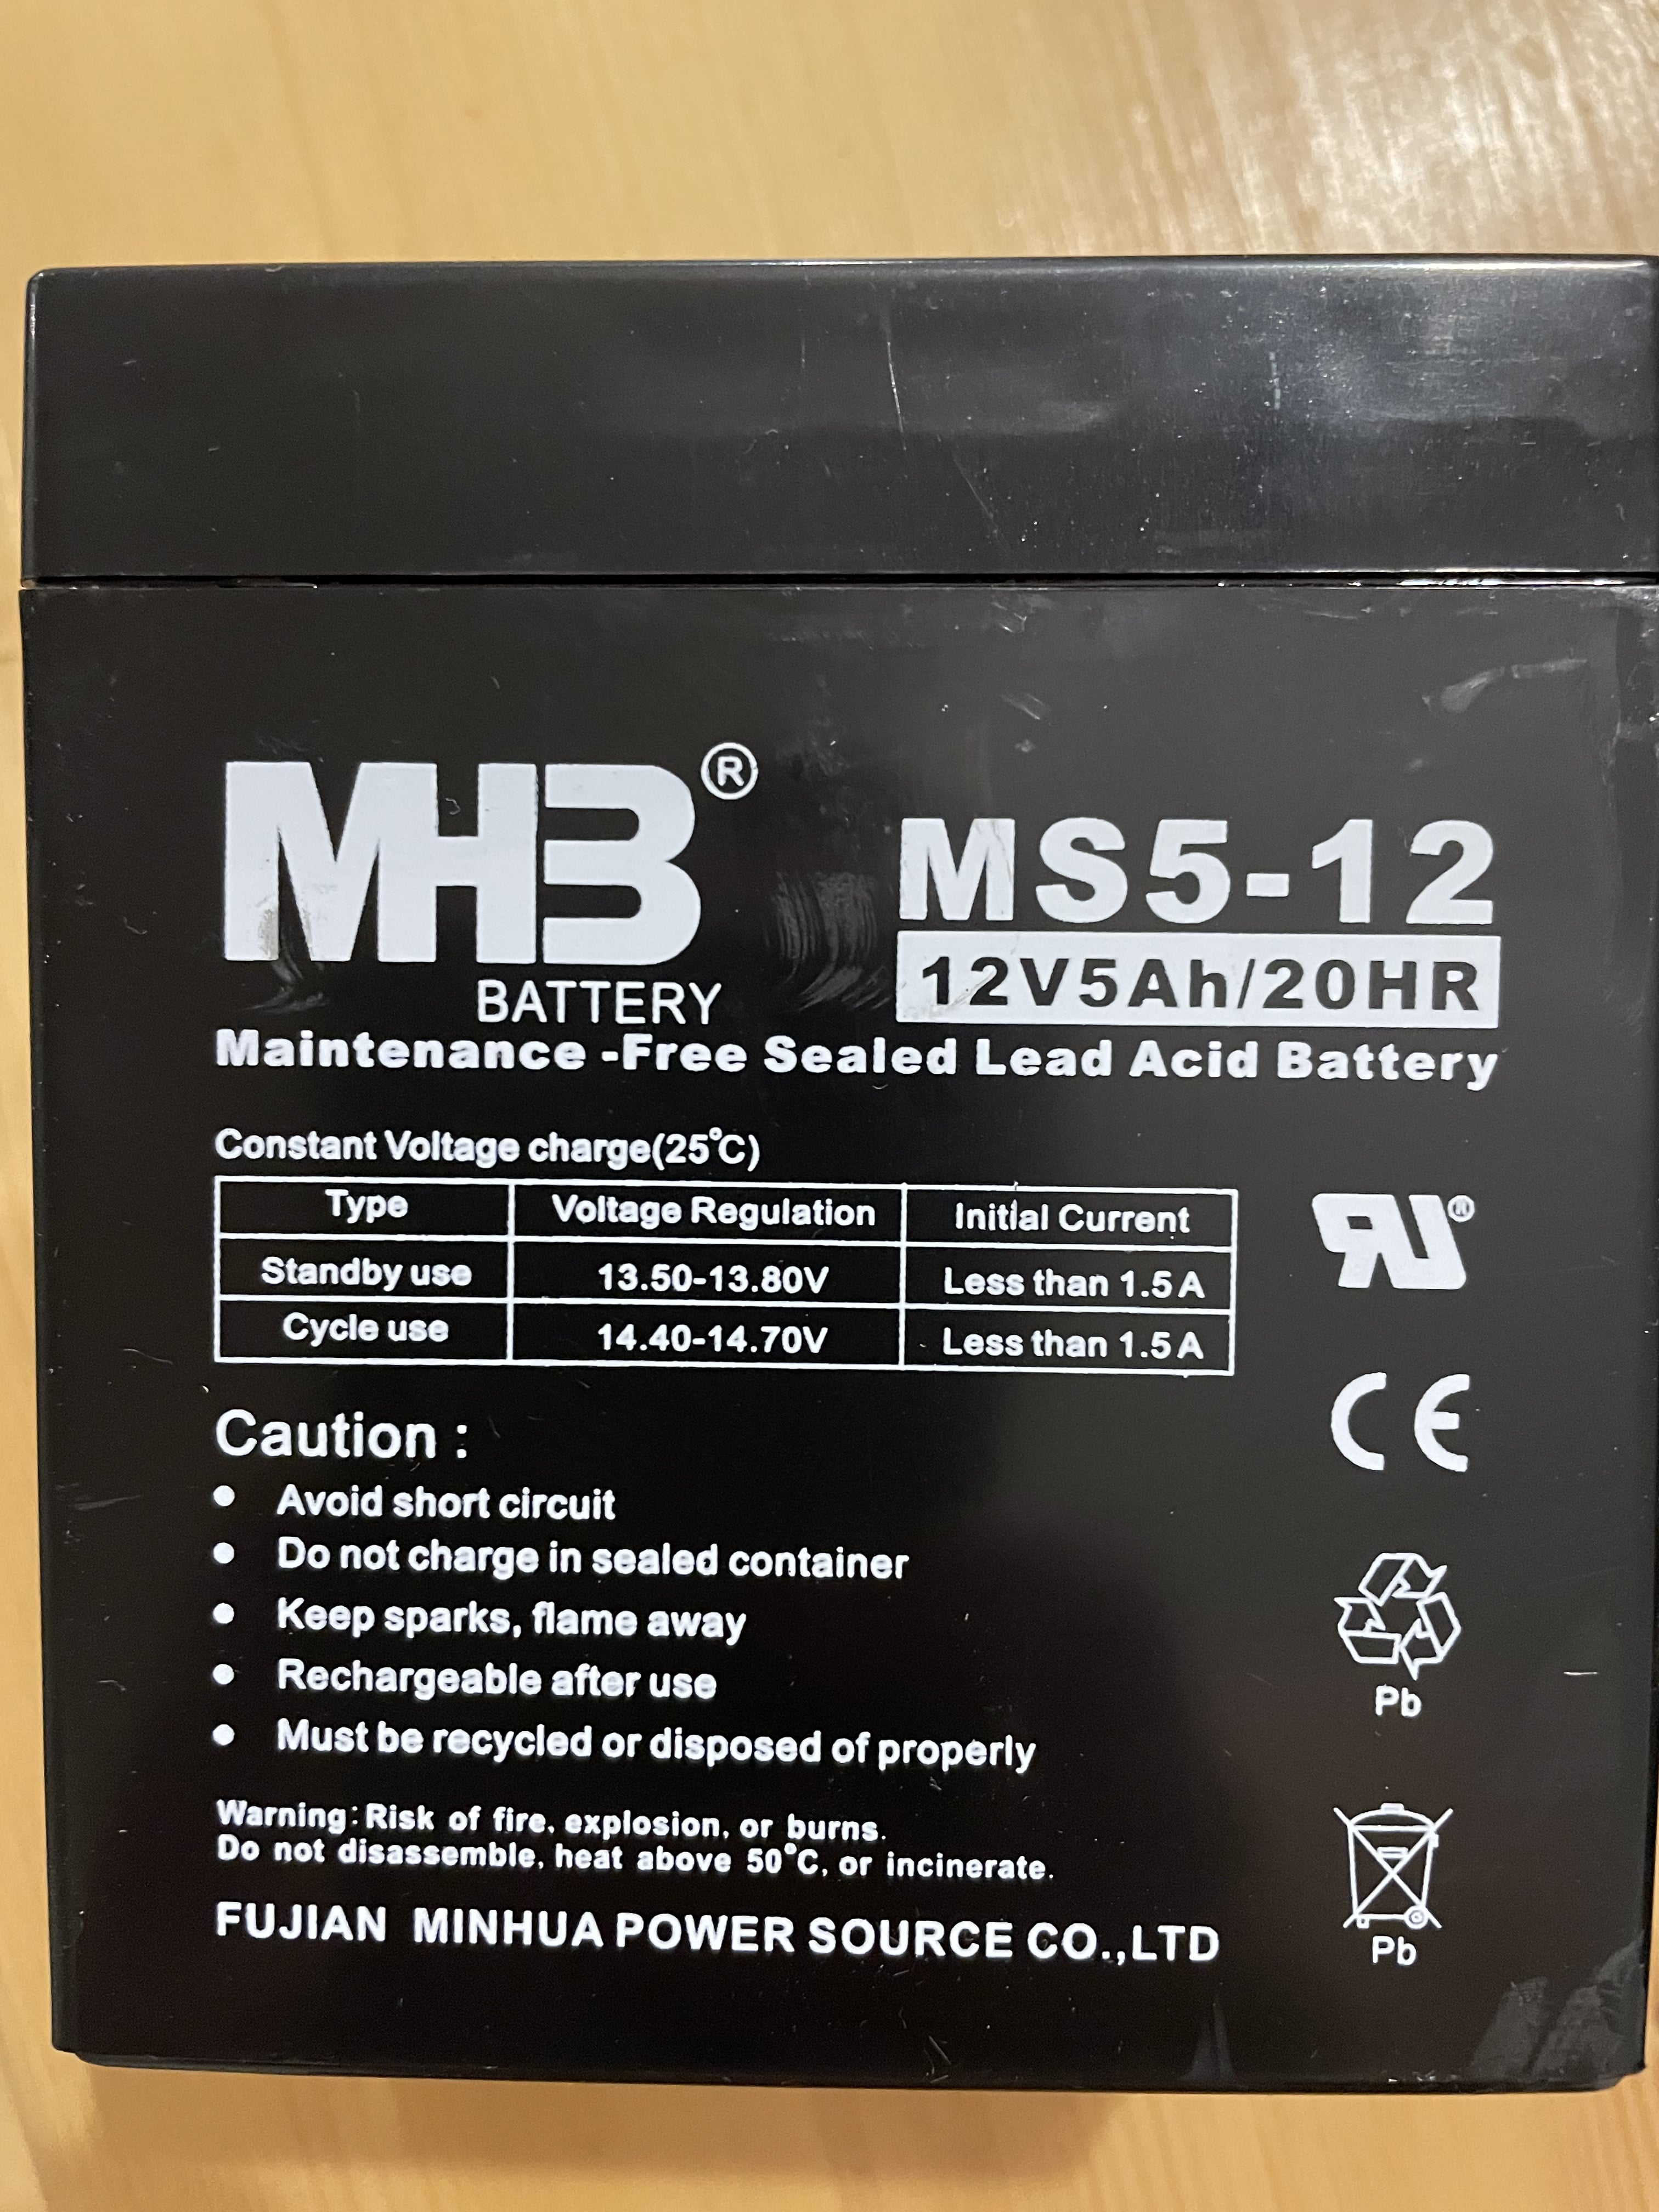 MHB®
BATTERY
MS5-12
12V5Ah/20HR
Maintenance -Free Sealed Lead Acid Battery
Constant Voltage charge(25°C)
Type Voltage Regulation Initial Current
Standby use 13.50-13.80V Less than 1.5A
Cycle use 14.40-14.70V Less than 1.5A
Caution :
• Avoid short circuit
• Do not charge in sealed container
• Keep sparks, flame away
• Rechargeable after use
• Must be recycled or disposed of properly
Warning: Risk of fire, explosion, or burns.
Do not disassemble, heat above 50°C, or incinerate.
FUJIAN MINHUA POWER SOURCE CO.,LTD
RU®
CE
Pb
Pb